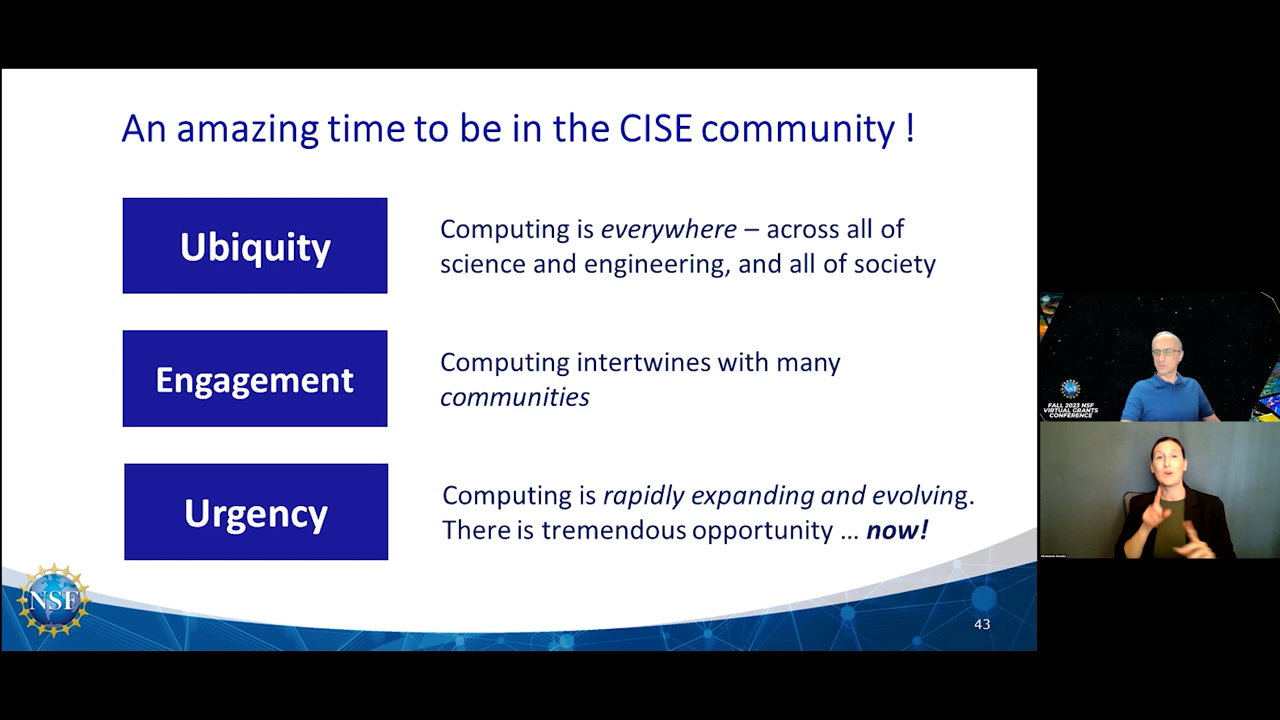 An amazing time to be in the CISE community !
Ubiquity
Computing is everywhere – across all of
science and engineering, and all of society
Engagement
Computing intertwines with many
communities
Urgency
Computing is rapidly expanding and evolving.
There is tremendous opportunity ... now!
NSF
43
FALL 2023 NSF
VIRTUAL GRANTS
CONFERENCE